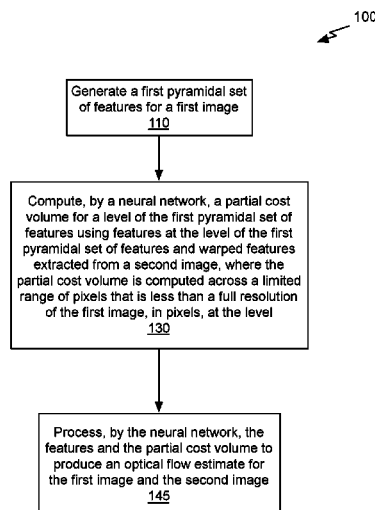 100
Generate a first pyramidal set
of features for a first image
110
Compute, by a neural network, a partial cost
volume for a level of the first pyramidal set of
features using features at the level of the first
pyramidal set of features and warped features
extracted from a second image, where the
partial cost volume is computed across a limited
range of pixels that is less than a full resolution
of the first image, in pixels, at the level
130
Process, by the neural network, the
features and the partial cost volume to
produce an optical flow estimate for
the first image and the second image
145